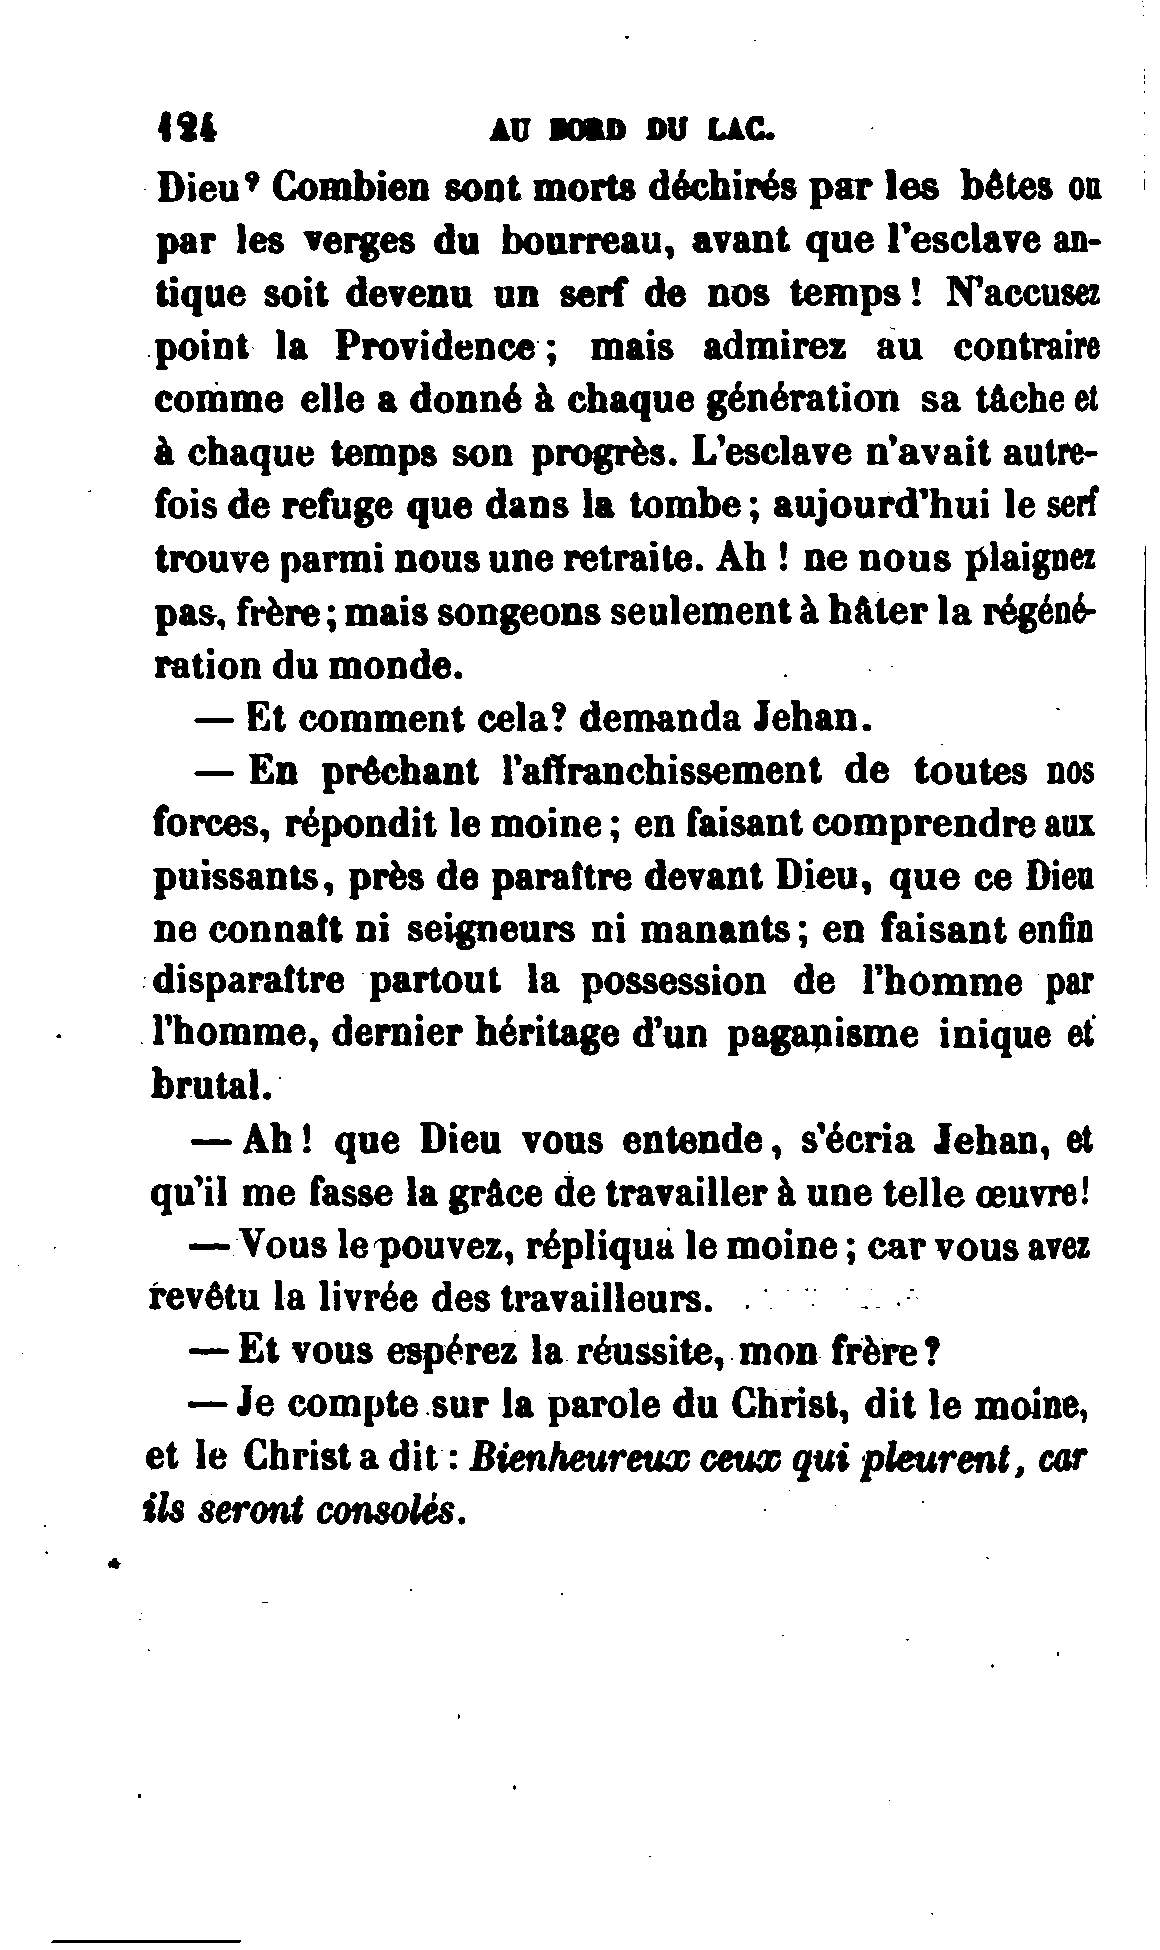 124 AU BORD DU LAC.
Dieu? Combien sont morts déchirés par les bêtes ou
par les verges du bourreau, avant que l'esclave an-
tique soit devenu un serf de nos temps! N'accusez
point la Providence; mais admirez au contraire
comme elle a donné à chaque génération sa tâche et
à chaque temps son progrès. L'esclave n'avait autre-
fois de refuge que dans la tombe; aujourd'hui le serf
trouve parmi nous une retraite. Ah! ne nous plaignez
pas, frère; mais songeons seulement à hâter la régéné-
ration du monde.
— Et comment cela? demanda Jehan.
— En prêchant l'affranchissement de toutes nos
forces, répondit le moine; en faisant comprendre aux
puissants, près de paraître devant Dieu, que ce Dieu
ne connaît ni seigneurs ni manants; en faisant enfin
disparaître partout la possession de l'homme par
l'homme, dernier héritage d'un paganisme inique et
brutal.
— Ah! que Dieu vous entende, s'écria Jehan, et
qu'il me fasse la grâce de travailler à une telle œuvre!
— Vous le pouvez, répliqua le moine; car vous avez
revêtu la livrée des travailleurs.
— Et vous espérez la réussite, mon frère?
— Je compte sur la parole du Christ, dit le moine,
et le Christ a dit: Bienheureux ceux qui pleurent, car
ils seront consolés.